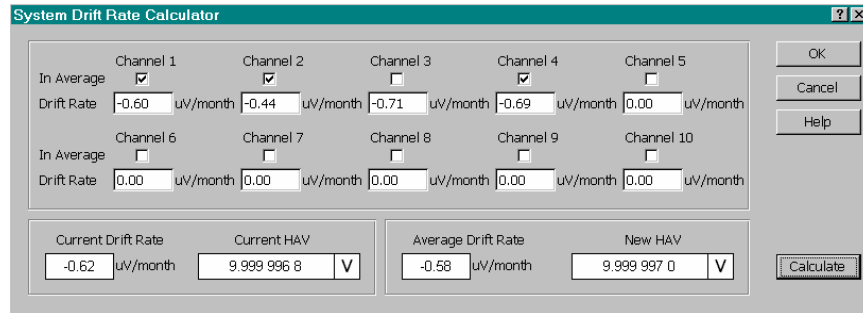 System Drift Rate Calculator
Channel 1 Channel 2 Channel 3 Channel 4 Channel 5
In Average
Drift Rate -0.60 uV/month -0.44 uV/month -0.71 uV/month -0.69 uV/month 0.00 uV/month
Channel 6 Channel 7 Channel 8 Channel 9 Channel 10
In Average
Drift Rate 0.00 uV/month 0.00 uV/month 0.00 uV/month 0.00 uV/month 0.00 uV/month
OK
Cancel
Help
Current Drift Rate Current HAV
-0.62 uV/month 9.999 996 8 V
Average Drift Rate New HAV
-0.58 uV/month 9.999 997 0 V
Calculate